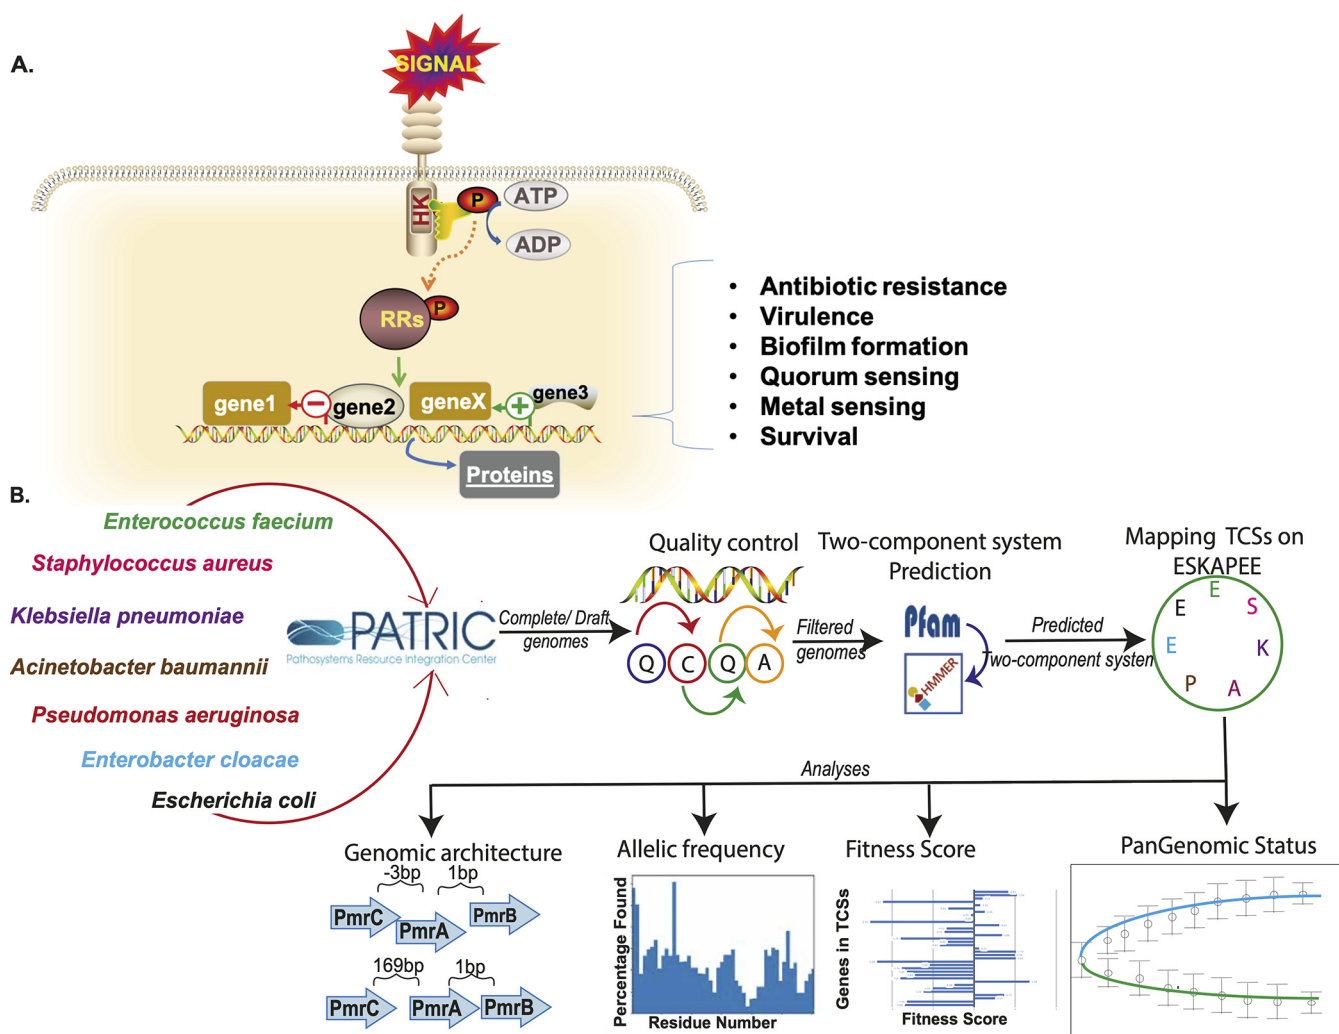 A.
SIGNAL
HK
P
ATP
ADP
RRs
P
gene1
−
gene2
geneX
+
gene3
Proteins
• Antibiotic resistance
• Virulence
• Biofilm formation
• Quorum sensing
• Metal sensing
• Survival
B.
Enterococcus faecium
Staphylococcus aureus
Klebsiella pneumoniae
Acinetobacter baumannii
Pseudomonas aeruginosa
Enterobacter cloacae
Escherichia coli
PATRIC
Pathosystems Resource Integration Center
Complete/ Draft
genomes
Quality control
Q C Q A
Filtered
genomes
Two-component system
Prediction
Pfam
HMMER
Predicted
Two-component system
Mapping TCSs on
ESKAPEE
E
S
K
A
P
E
E
Analyses
Genomic architecture
-3bp
1bp
PmrC
PmrA
PmrB
169bp
1bp
PmrC
PmrA
PmrB
Allelic frequency
Percentage Found
Residue Number
Fitness Score
Genes in TCSs
Fitness Score
PanGenomic Status